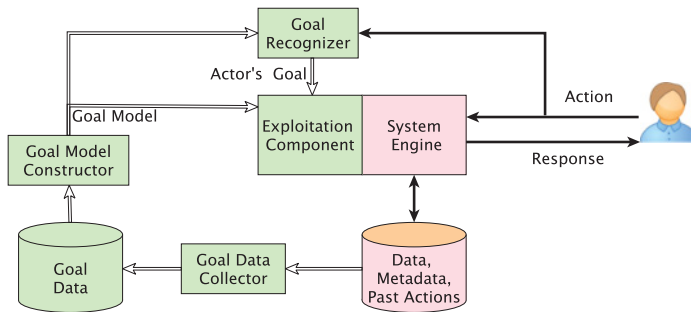 Goal
Recognizer
Actor's Goal
Goal Model
Exploitation
Component
System
Engine
Action
Response
Goal Model
Constructor
Goal
Data
Goal Data
Collector
Data,
Metadata,
Past Actions